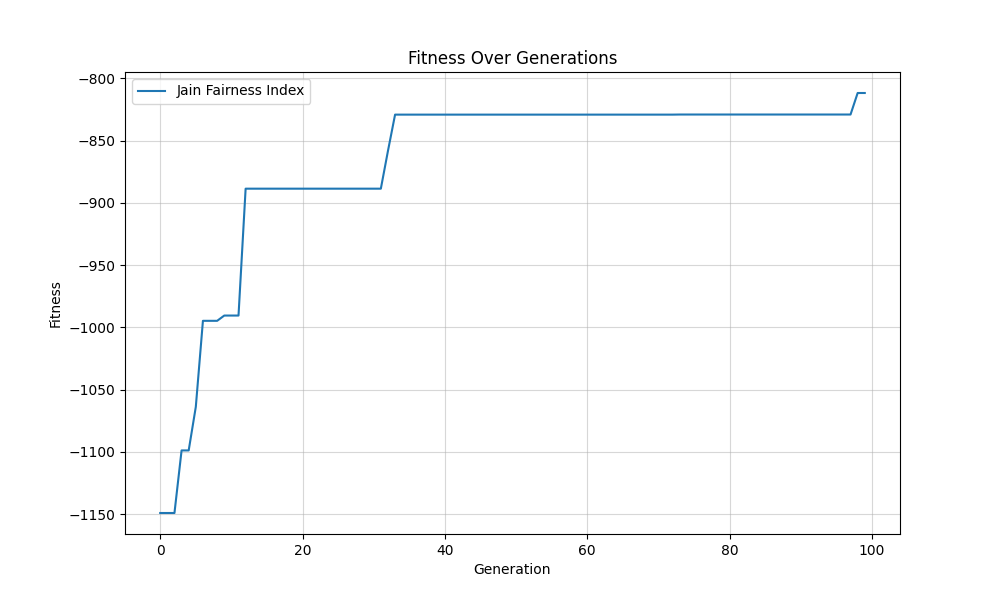 Fitness Over Generations
Jain Fairness Index
−800
−850
−900
−950
−1000
−1050
−1100
−1150
Fitness
0 20 40 60 80 100
Generation